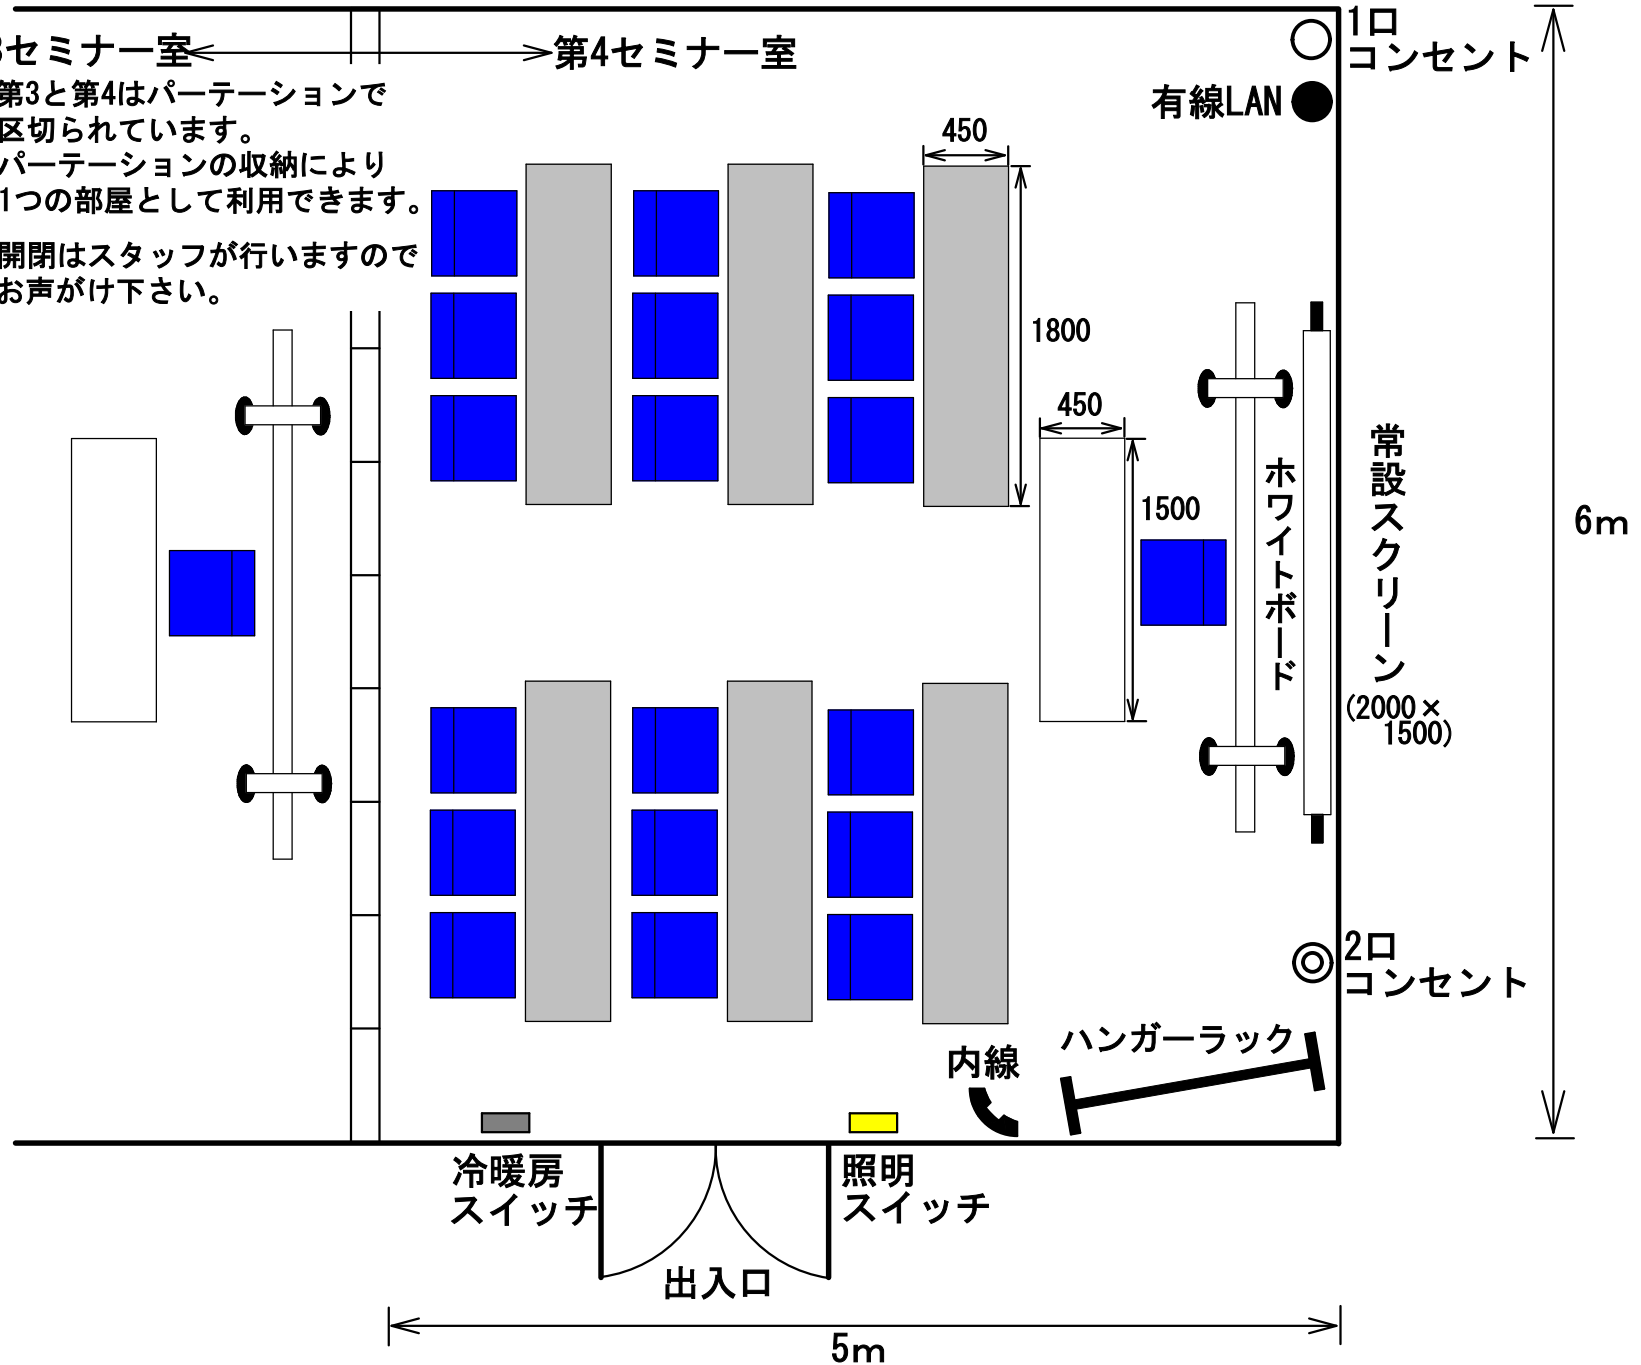 3セミナー室
第4セミナー室
第3と第4はパーテーションで
区切られています。
パーテーションの収納により
1つの部屋として利用できます。
開閉はスタッフが行いますので
お声がけ下さい。
1口
コンセント
有線LAN
450
1800
450
1500
ホワイトボード
常設スクリーン
(2000×
1500)
6m
2口
コンセント
ハンガーラック
内線
冷暖房
スイッチ
照明
スイッチ
出入口
5m